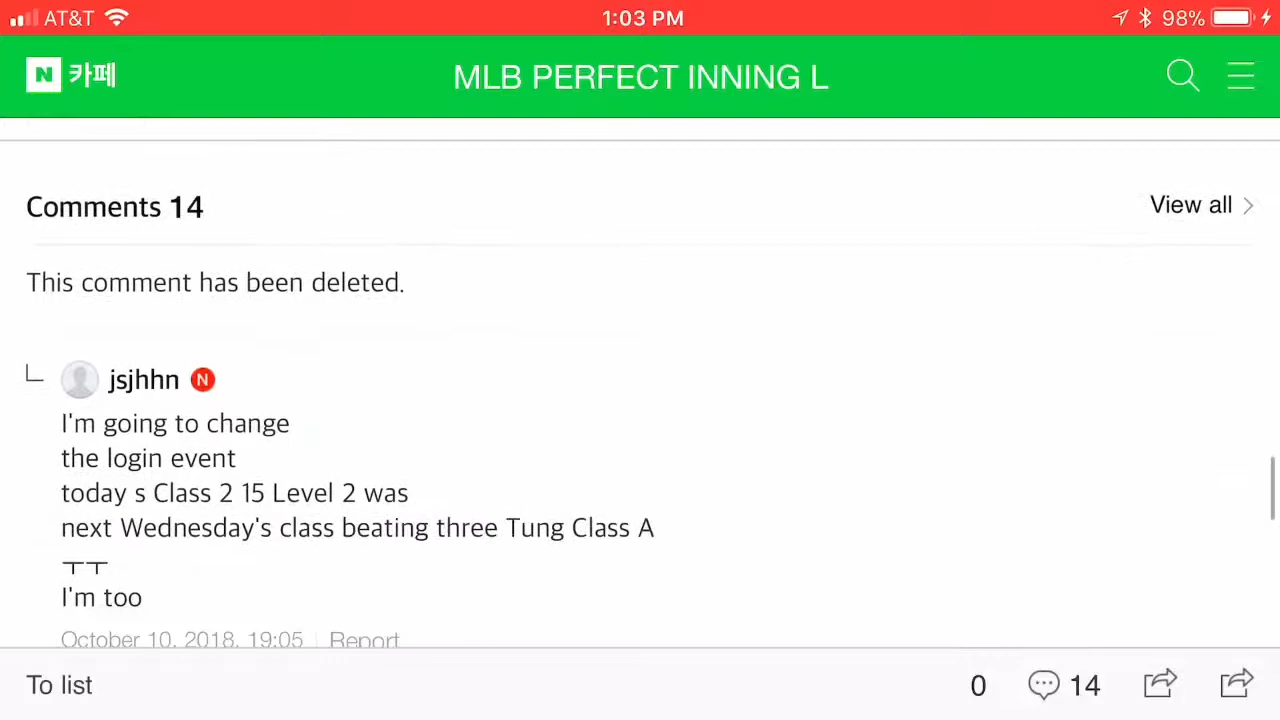 AT&T
1:03 PM
98%
N 카페
MLB PERFECT INNING L
Comments 14
View all
This comment has been deleted.
jsjhhn N
I'm going to change
the login event
today s Class 2 15 Level 2 was
next Wednesday's class beating three Tung Class A
ㅜㅜ
I'm too
October 10, 2018, 19:05 Report
To list
0
14